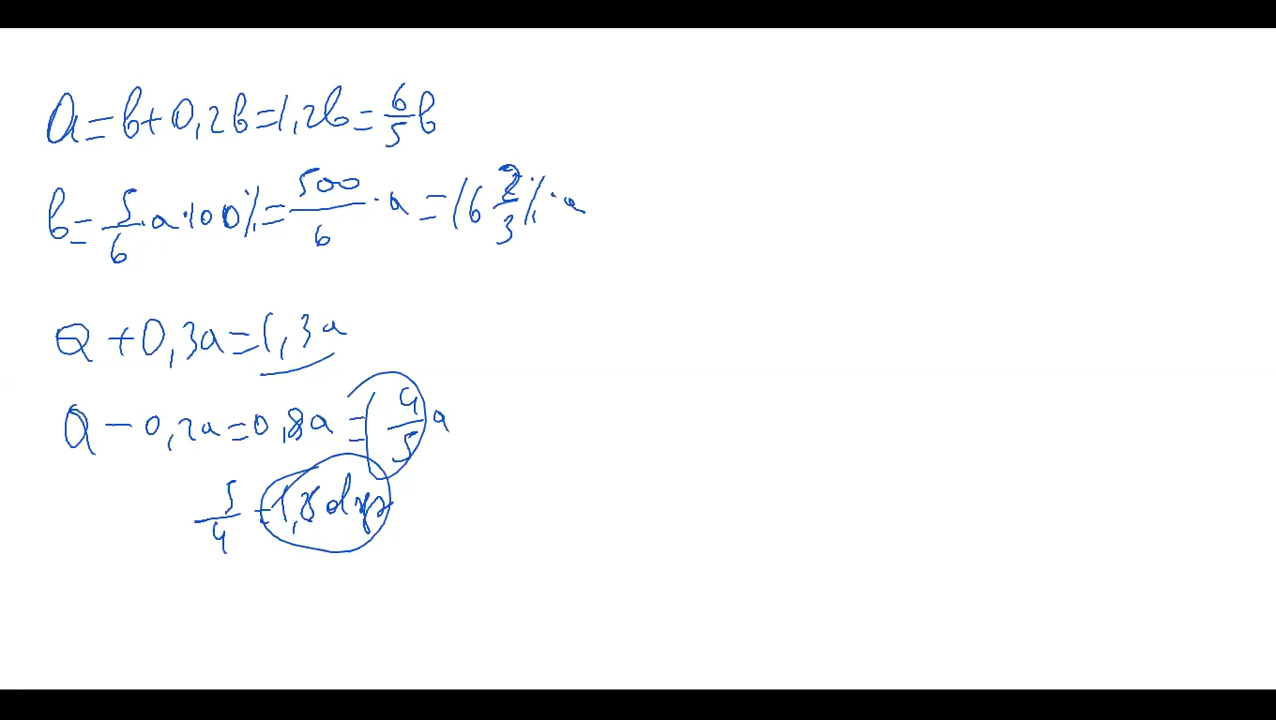 a=b+0,2b=1,2b=6/5 b
b=5/6·a·100%=500/6·a=16 2/3%·a
a+0,3a=1,3a
a-0,2a=0,8a=4/5 a
5/4=1,8